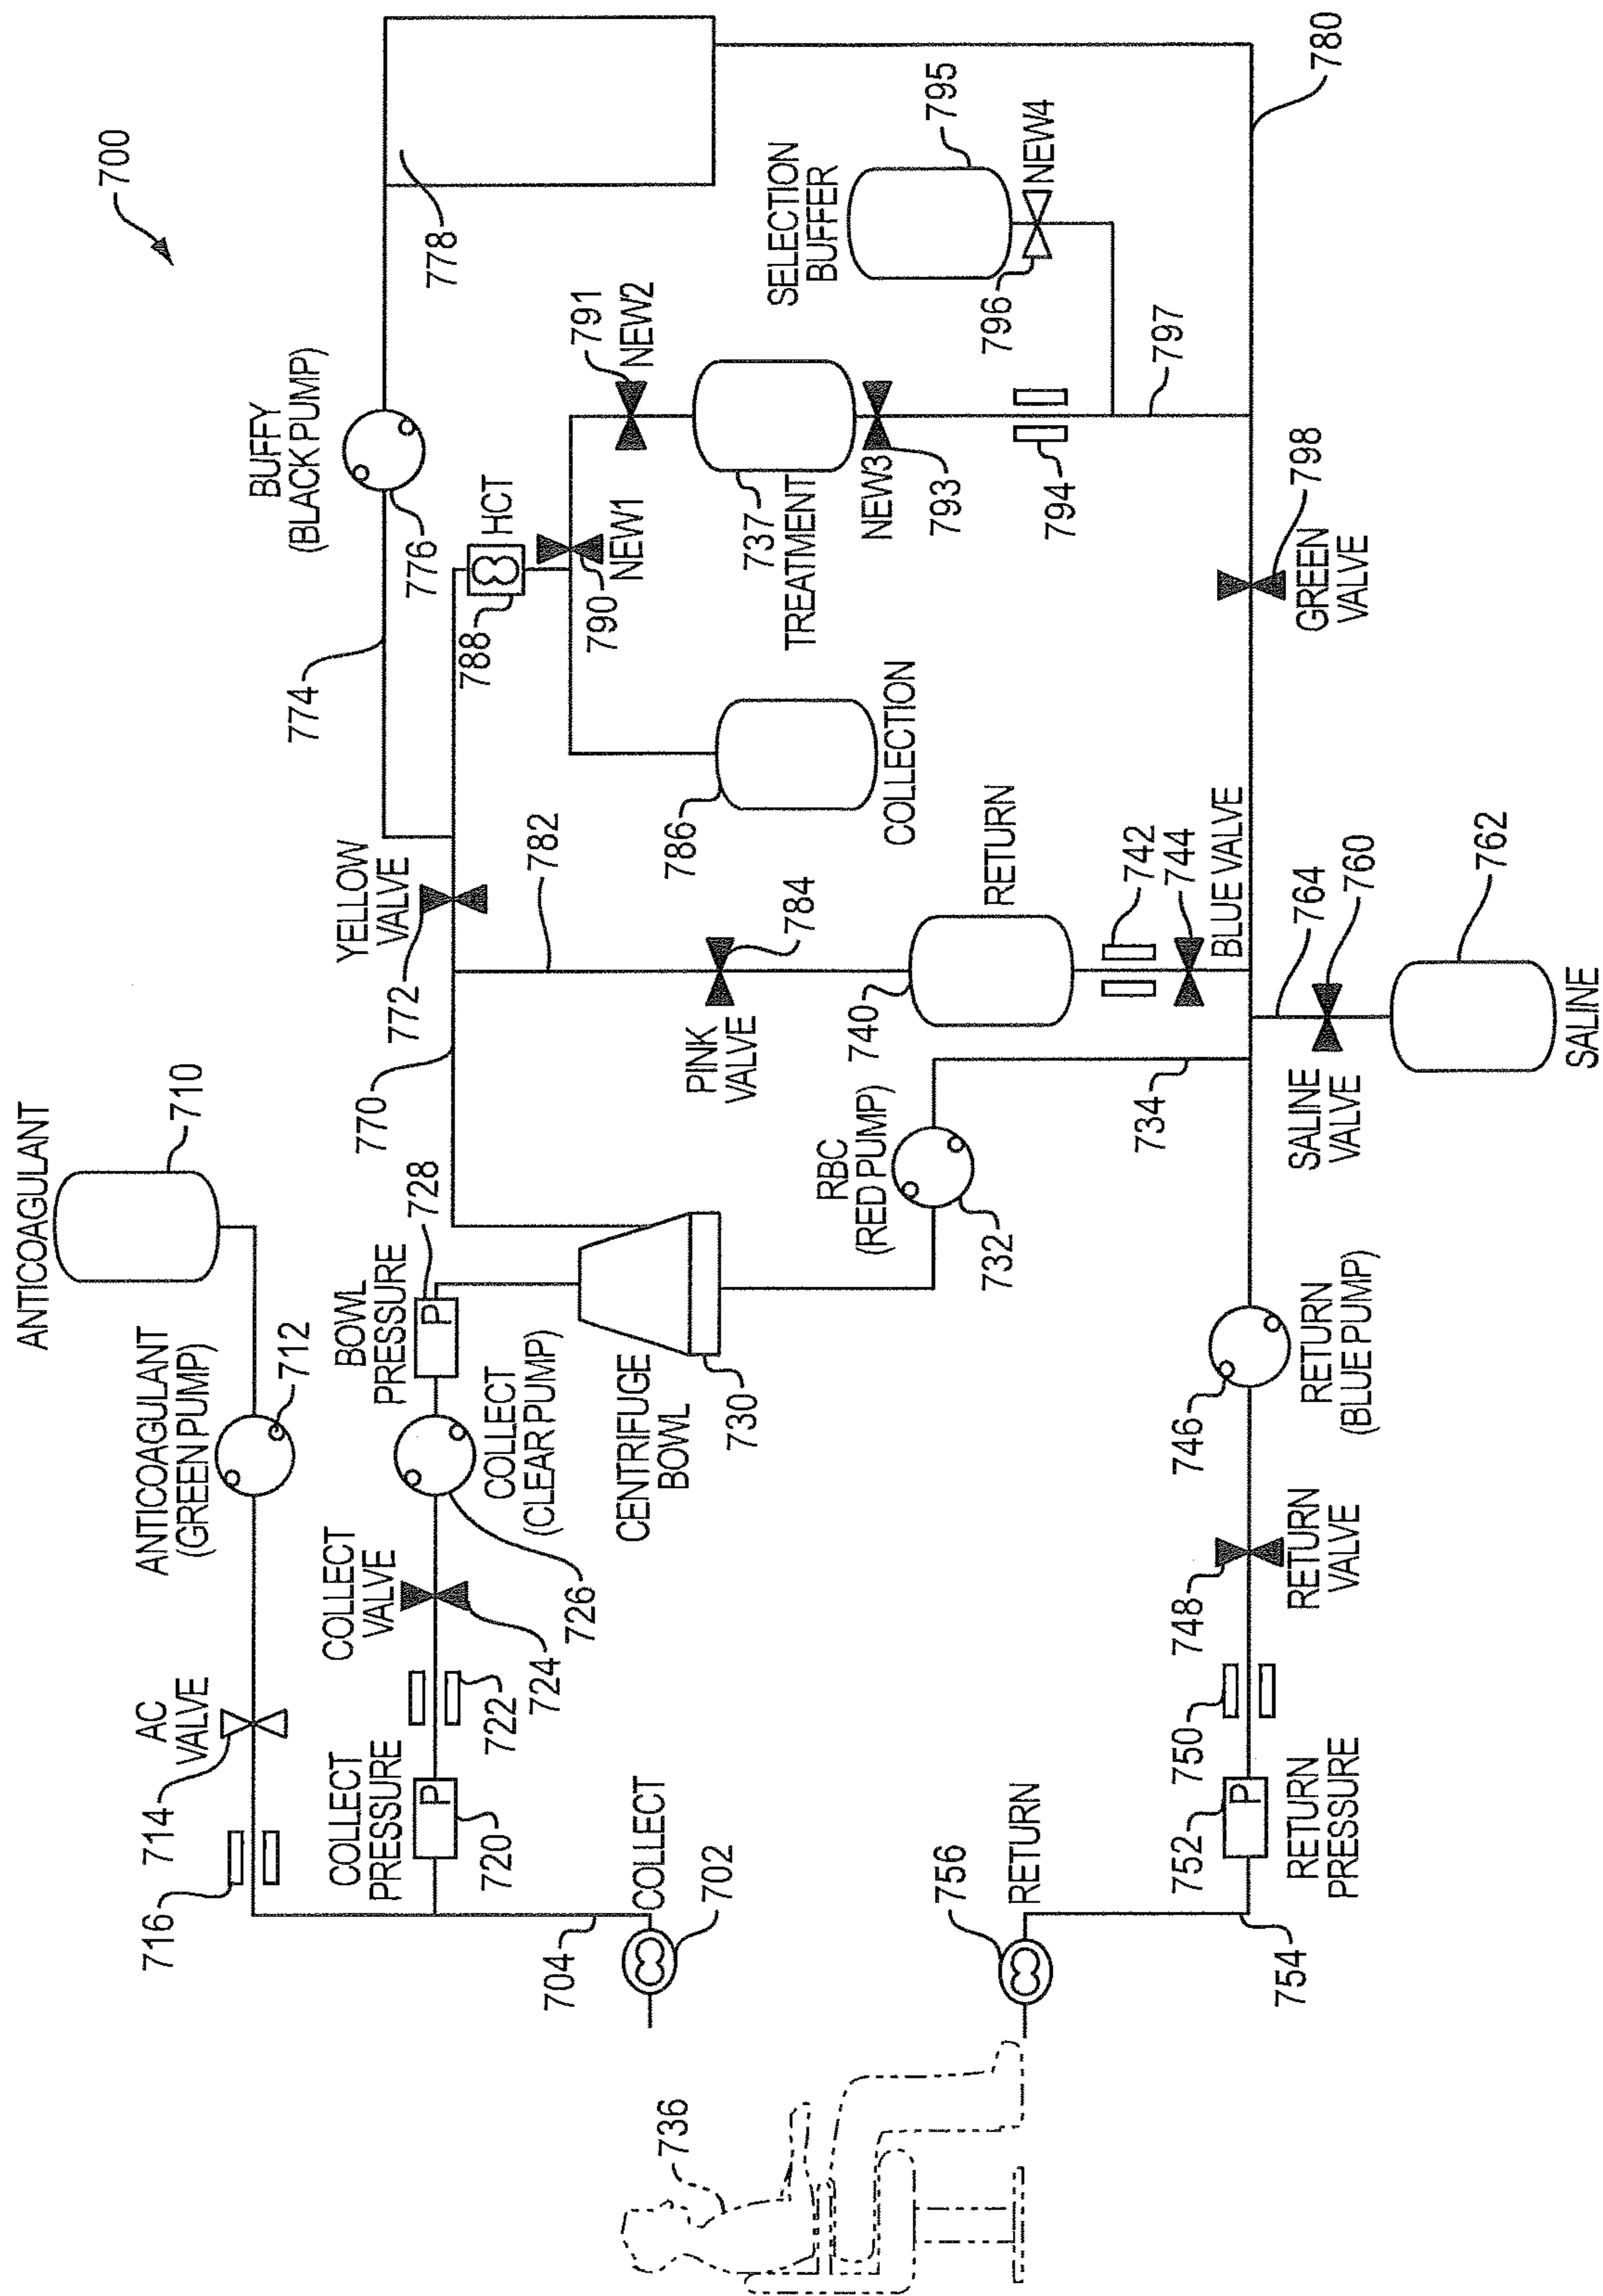 700
ANTICOAGULANT
710
ANTICOAGULANT
(GREEN PUMP)
712
AC
VALVE
714
716
COLLECT
PRESSURE
720
722
COLLECT
VALVE
724
726
COLLECT
(CLEAR PUMP)
BOWL
PRESSURE
728
P
P
CENTRIFUGE
BOWL
730
COLLECT
702
704
770
772
YELLOW
VALVE
774
BUFFY
(BLACK PUMP)
776
778
780
782
PINK
VALVE
784
786
COLLECTION
788
HCT
790
NEW1
791
NEW2
737
TREATMENT
NEW3
793
794
SELECTION
BUFFER
795
796
NEW4
797
798
GREEN
VALVE
RBC
(RED PUMP)
732
734
740
RETURN
742
744
BLUE VALVE
SALINE
VALVE
764
760
762
SALINE
746
RETURN
(BLUE PUMP)
748
RETURN
VALVE
750
752
P
RETURN
PRESSURE
754
756
RETURN
736